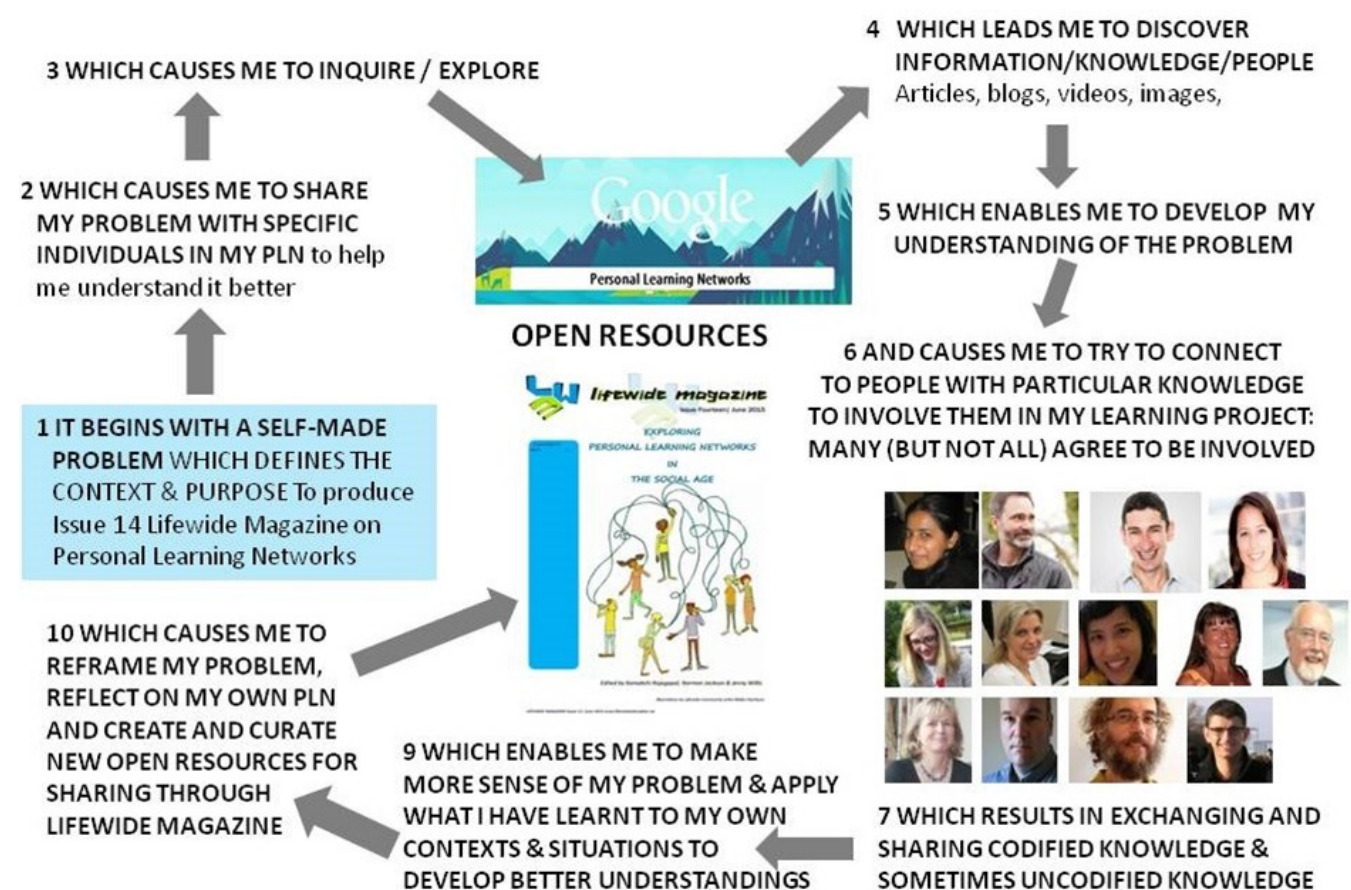 1 IT BEGINS WITH A SELF-MADE
PROBLEM WHICH DEFINES THE
CONTEXT & PURPOSE To produce
Issue 14 Lifewide Magazine on
Personal Learning Networks
2 WHICH CAUSES ME TO SHARE
MY PROBLEM WITH SPECIFIC
INDIVIDUALS IN MY PLN to help
me understand it better
3 WHICH CAUSES ME TO INQUIRE / EXPLORE
Google
Personal Learning Networks
4 WHICH LEADS ME TO DISCOVER
INFORMATION/KNOWLEDGE/PEOPLE
Articles, blogs, videos, images,
5 WHICH ENABLES ME TO DEVELOP MY
UNDERSTANDING OF THE PROBLEM
6 AND CAUSES ME TO TRY TO CONNECT
TO PEOPLE WITH PARTICULAR KNOWLEDGE
TO INVOLVE THEM IN MY LEARNING PROJECT:
MANY (BUT NOT ALL) AGREE TO BE INVOLVED
7 WHICH RESULTS IN EXCHANGING AND
SHARING CODIFIED KNOWLEDGE &
SOMETIMES UNCODIFIED KNOWLEDGE
9 WHICH ENABLES ME TO MAKE
MORE SENSE OF MY PROBLEM & APPLY
WHAT I HAVE LEARNT TO MY OWN
CONTEXTS & SITUATIONS TO
DEVELOP BETTER UNDERSTANDINGS
10 WHICH CAUSES ME TO
REFRAME MY PROBLEM,
REFLECT ON MY OWN PLN
AND CREATE AND CURATE
NEW OPEN RESOURCES FOR
SHARING THROUGH
LIFEWIDE MAGAZINE
OPEN RESOURCES
lifewide magazine
Issue Fourteen| June 2015
EXPLORING
PERSONAL LEARNING NETWORKS
IN
THE SOCIAL AGE